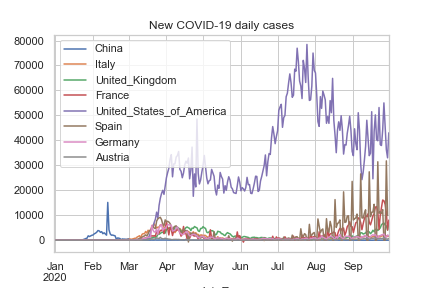 New COVID-19 daily cases
80000
70000
60000
50000
40000
30000
20000
10000
0
China
Italy
United_Kingdom
France
United_States_of_America
Spain
Germany
Austria
Jan Feb Mar Apr May Jun Jul Aug Sep
2020